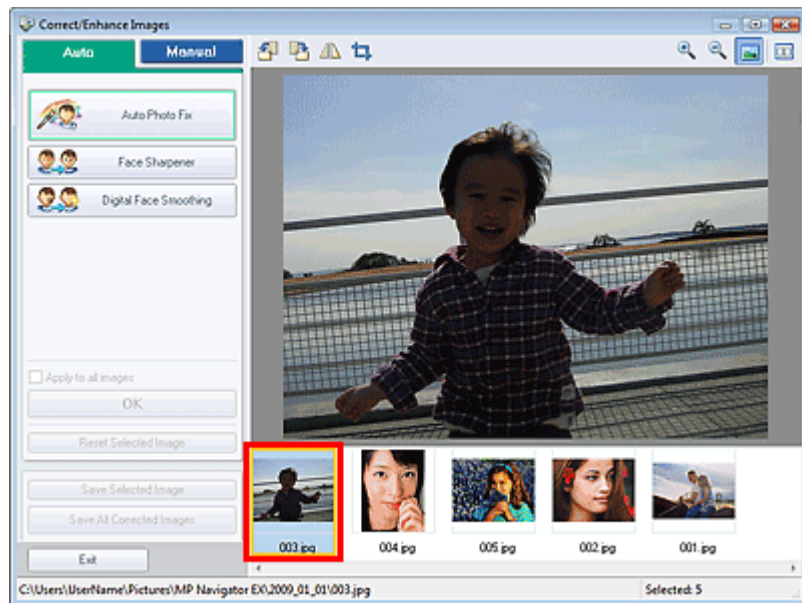 Correct/Enhance Images
Auto
Manual
Auto Photo Fix
Face Sharpener
Digital Face Smoothing
Apply to all images
OK
Reset Selected Image
Save Selected Image
Save All Corrected Images
Exit
003.jpg
004.jpg
005.jpg
002.jpg
001.jpg
C:\Users\UserName\Pictures\MP Navigator EX\2009_01_01\003.jpg
Selected: 5